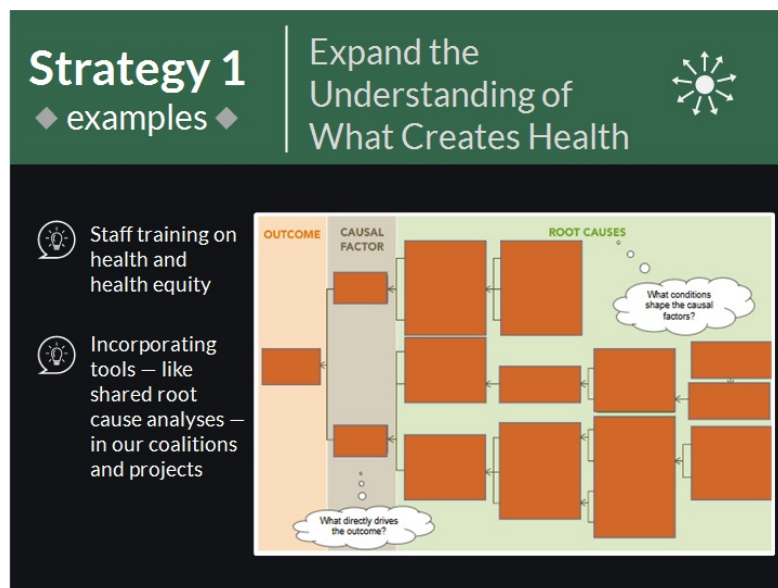 Strategy 1
examples
Expand the
Understanding of
What Creates Health
Staff training on
health and
health equity
Incorporating
tools — like
shared root
cause analyses —
in our coalitions
and projects
OUTCOME
CAUSAL
FACTOR
ROOT CAUSES
What conditions
shape the causal
factors?
What directly drives
the outcome?